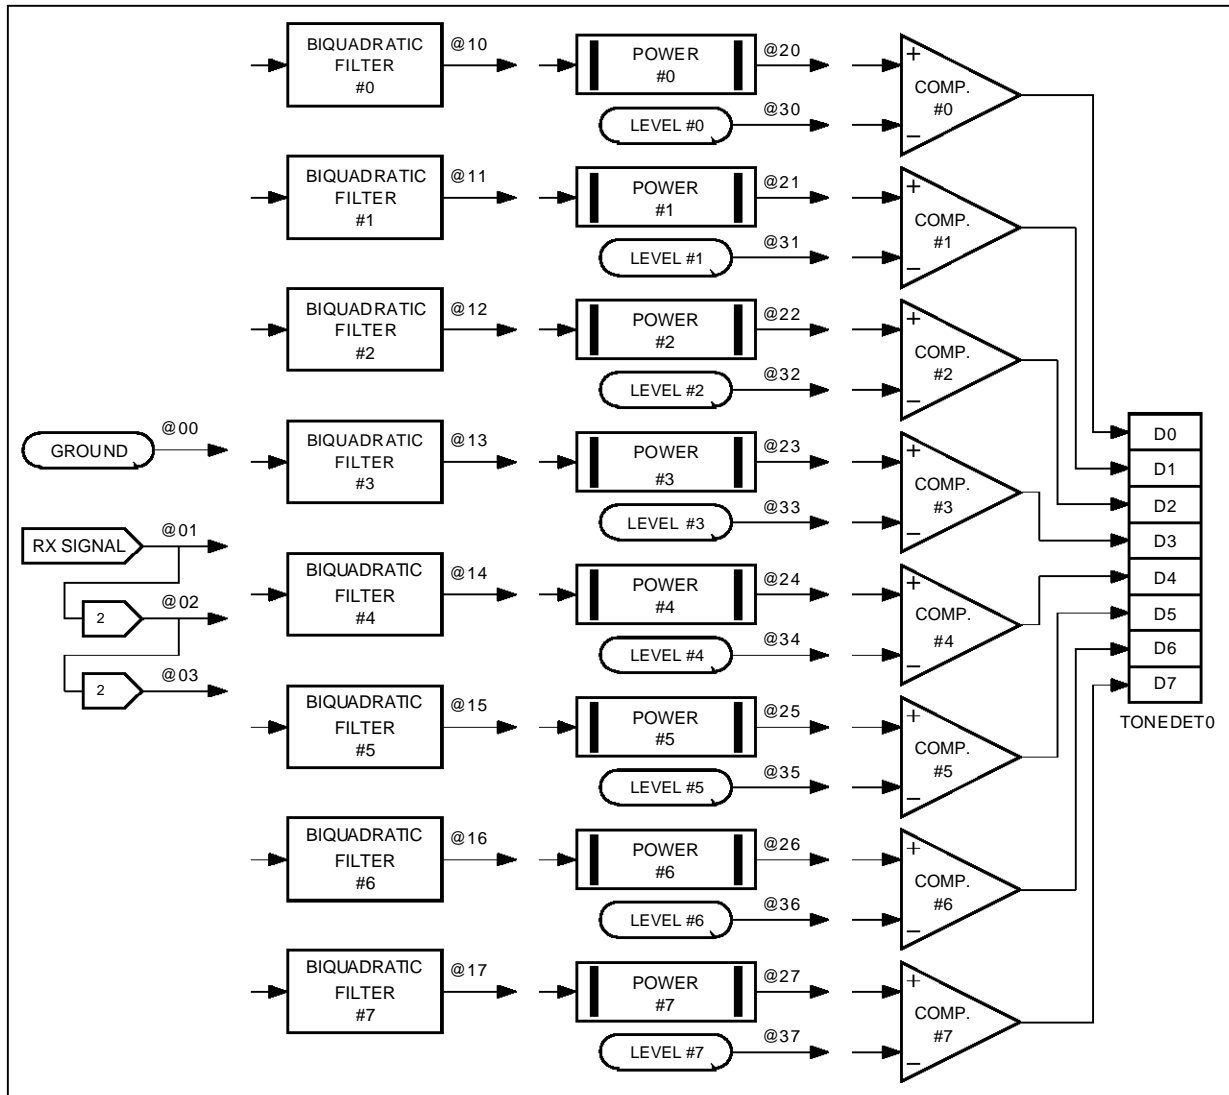 BIQUADRATIC
FILTER
#0
@10
POWER
#0
@20
LEVEL #0
@30
+
COMP.
#0
−
BIQUADRATIC
FILTER
#1
@11
POWER
#1
@21
LEVEL #1
@31
+
COMP.
#1
−
BIQUADRATIC
FILTER
#2
@12
POWER
#2
@22
LEVEL #2
@32
+
COMP.
#2
−
GROUND
@00
BIQUADRATIC
FILTER
#3
@13
POWER
#3
@23
LEVEL #3
@33
+
COMP.
#3
−
RX SIGNAL
@01
2
@02
2
@03
BIQUADRATIC
FILTER
#4
@14
POWER
#4
@24
LEVEL #4
@34
+
COMP.
#4
−
BIQUADRATIC
FILTER
#5
@15
POWER
#5
@25
LEVEL #5
@35
+
COMP.
#5
−
BIQUADRATIC
FILTER
#6
@16
POWER
#6
@26
LEVEL #6
@36
+
COMP.
#6
−
BIQUADRATIC
FILTER
#7
@17
POWER
#7
@27
LEVEL #7
@37
+
COMP.
#7
−
D0
D1
D2
D3
D4
D5
D6
D7
TONEDET0